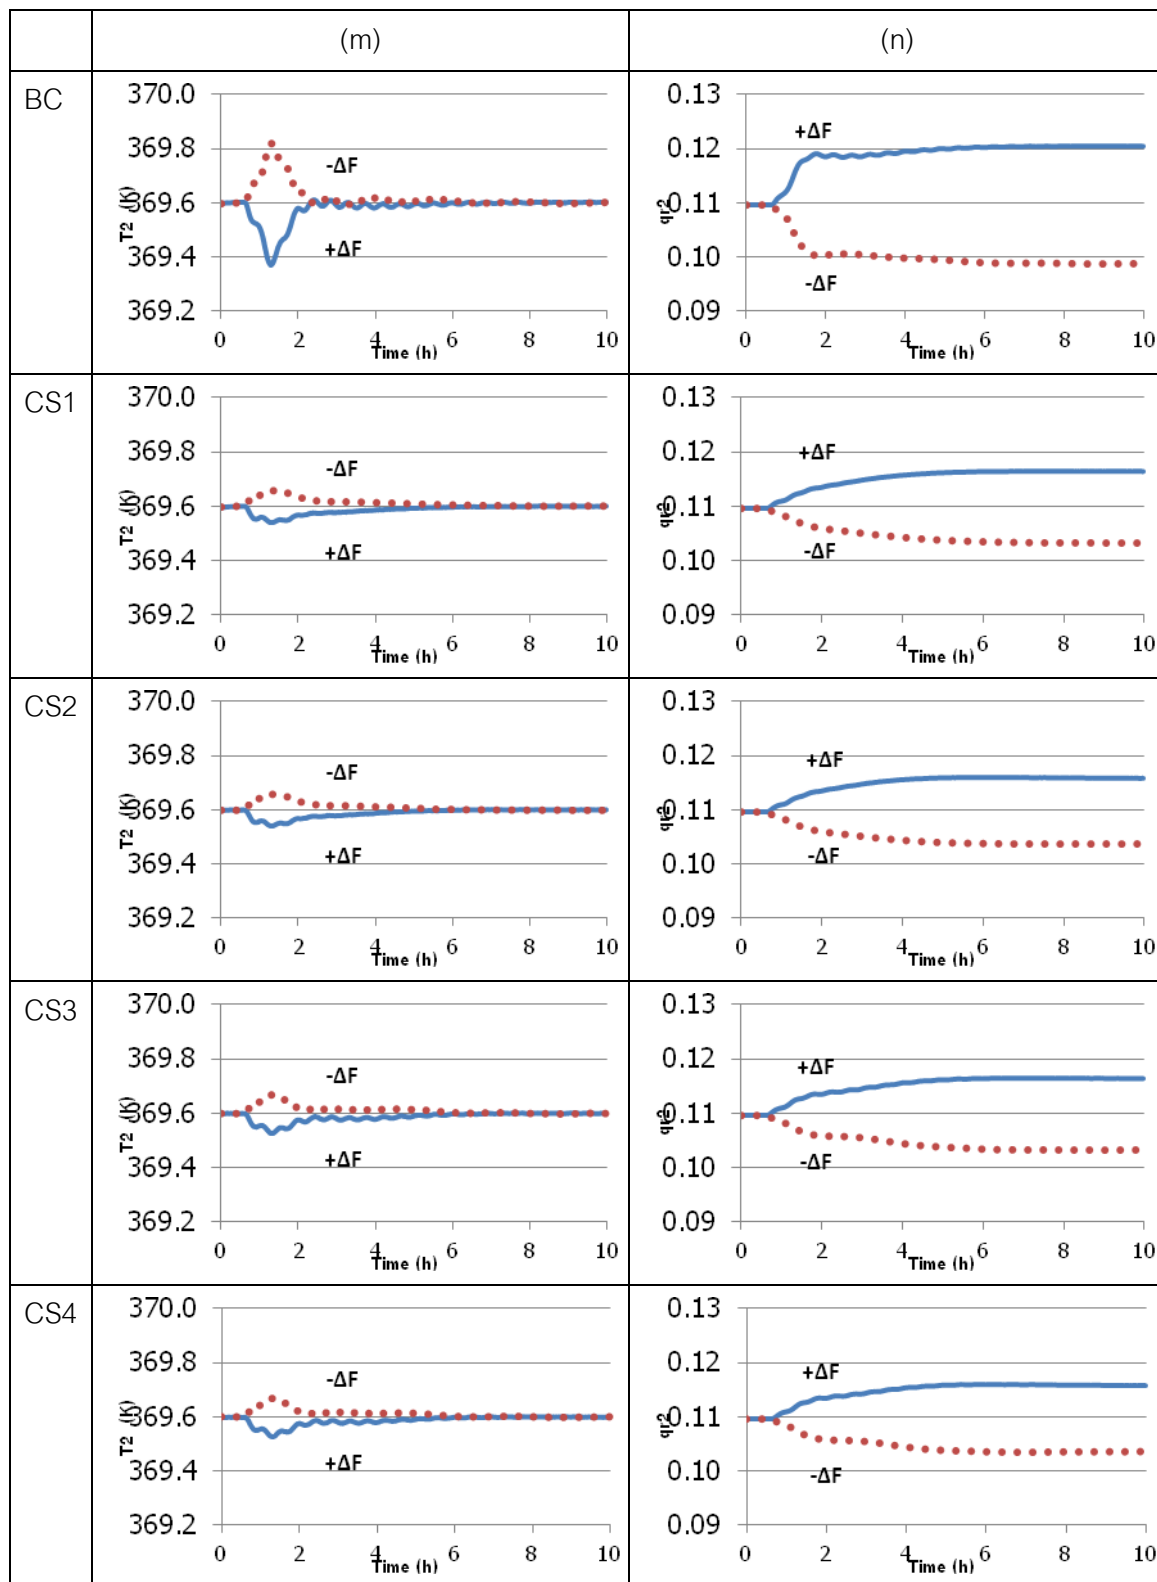 (m) (n)
BC
370.0
369.8
369.6
369.4
369.2
T2 (K)
-ΔF
+ΔF
0 2 4 6 8 10
Time (h)
0.13
0.12
0.11
0.10
0.09
qr2
+ΔF
-ΔF
0 2 4 6 8 10
Time (h)
CS1
370.0
369.8
369.6
369.4
369.2
T2 (K)
-ΔF
+ΔF
0 2 4 6 8 10
Time (h)
0.13
0.12
0.11
0.10
0.09
qr2
+ΔF
-ΔF
0 2 4 6 8 10
Time (h)
CS2
370.0
369.8
369.6
369.4
369.2
T2 (K)
-ΔF
+ΔF
0 2 4 6 8 10
Time (h)
0.13
0.12
0.11
0.10
0.09
qr2
+ΔF
-ΔF
0 2 4 6 8 10
Time (h)
CS3
370.0
369.8
369.6
369.4
369.2
T2 (K)
-ΔF
+ΔF
0 2 4 6 8 10
Time (h)
0.13
0.12
0.11
0.10
0.09
qr2
+ΔF
-ΔF
0 2 4 6 8 10
Time (h)
CS4
370.0
369.8
369.6
369.4
369.2
T2 (K)
-ΔF
+ΔF
0 2 4 6 8 10
Time (h)
0.13
0.12
0.11
0.10
0.09
qr2
+ΔF
-ΔF
0 2 4 6 8 10
Time (h)